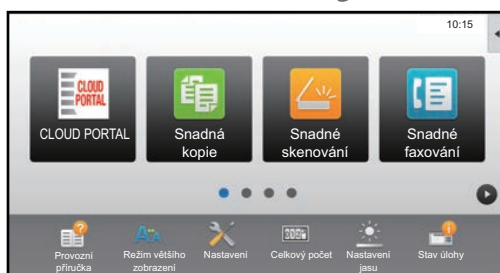 10:15
CLOUD
PORTAL
CLOUD PORTAL
Snadná
kopie
Snadné
skenování
Snadné
faxování
Provozní
příručka
Režim většího
zobrazení
Nastavení
Celkový počet
Nastavení
jasu
Stav úlohy